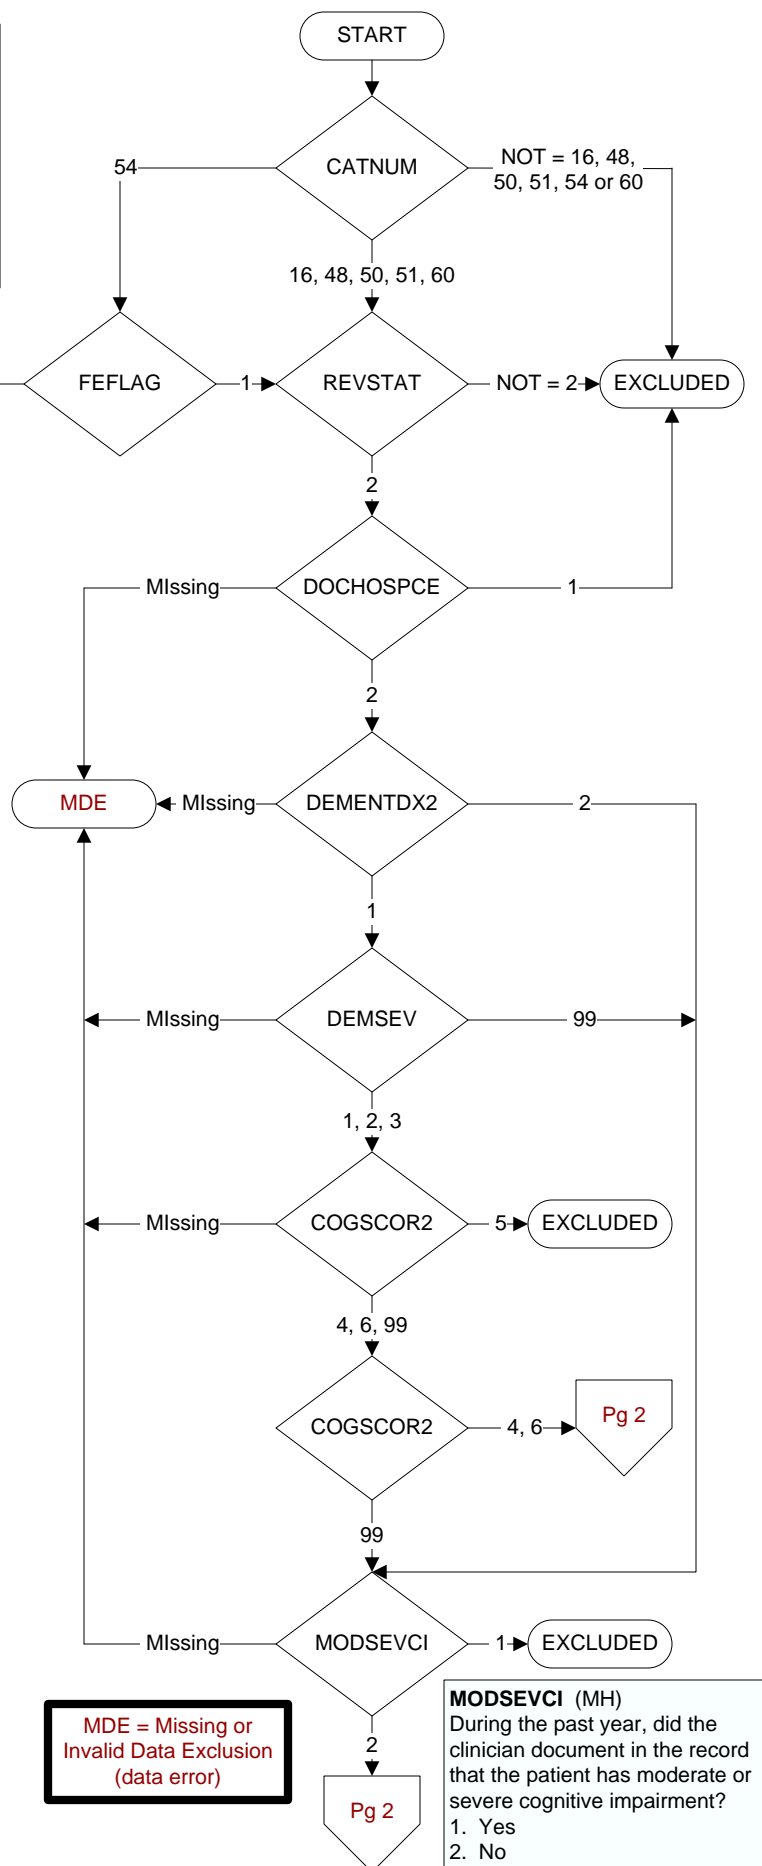 START
CATNUM
54
NOT = 16, 48,
50, 51, 54 or 60
16, 48, 50, 51, 60
FEFLAG
1
REVSTAT
NOT = 2
EXCLUDED
2
MIssing
DOCHOSPCE
1
2
MDE
MIssing
DEMENTDX2
2
1
MIssing
DEMSEV
99
1, 2, 3
MIssing
COGSCOR2
5
EXCLUDED
4, 6, 99
COGSCOR2
4, 6
Pg 2
99
MIssing
MODSEVCI
1
EXCLUDED
2
Pg 2
MDE = Missing or
Invalid Data Exclusion
(data error)
MODSEVCI (MH)
During the past year, did the
clinician document in the record
that the patient has moderate or
severe cognitive impairment?
1. Yes
2. No